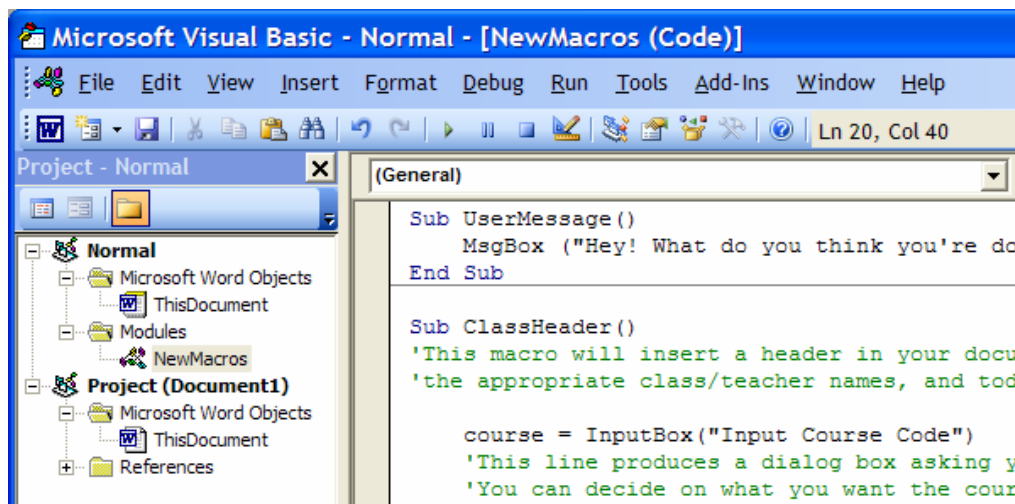 Microsoft Visual Basic - Normal - [NewMacros (Code)]
File Edit View Insert Format Debug Run Tools Add-Ins Window Help
Ln 20, Col 40
Project - Normal
Normal
Microsoft Word Objects
ThisDocument
Modules
NewMacros
Project (Document1)
Microsoft Word Objects
ThisDocument
References
(General)
Sub UserMessage()
MsgBox ("Hey! What do you think you're do
End Sub
Sub ClassHeader()
'This macro will insert a header in your docu
'the appropriate class/teacher names, and tod
course = InputBox("Input Course Code")
'This line produces a dialog box asking y
'You can decide on what you want the cour